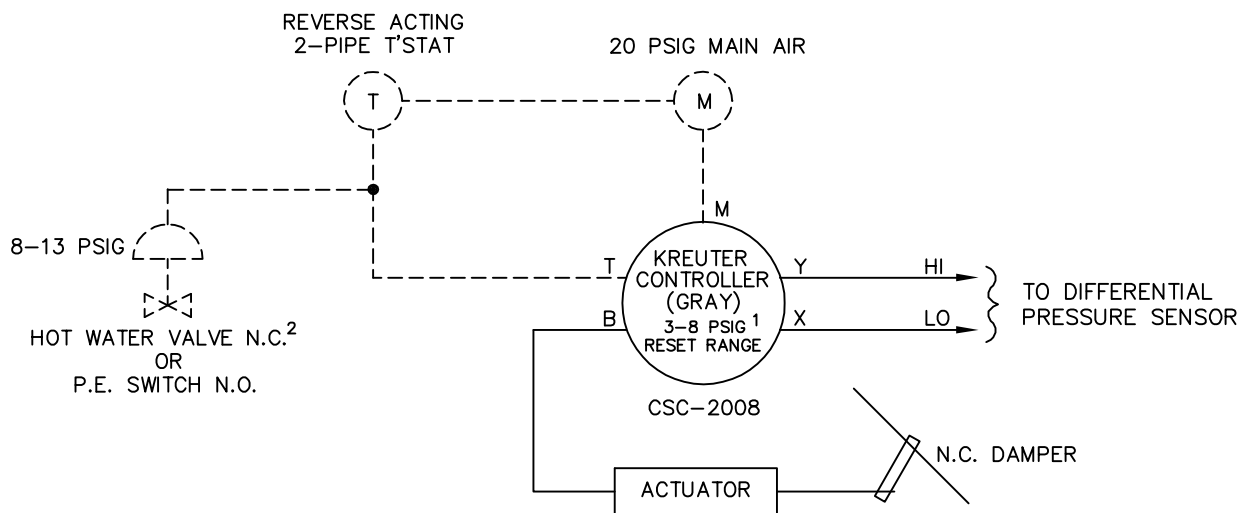 REVERSE ACTING
2-PIPE T'STAT
20 PSIG MAIN AIR
T
M
M
8-13 PSIG
HOT WATER VALVE N.C.²
OR
P.E. SWITCH N.O.
T
B
KREUTER
CONTROLLER
(GRAY)
3-8 PSIG ¹
RESET RANGE
Y
HI
X
LO
TO DIFFERENTIAL
PRESSURE SENSOR
CSC-2008
ACTUATOR
N.C. DAMPER